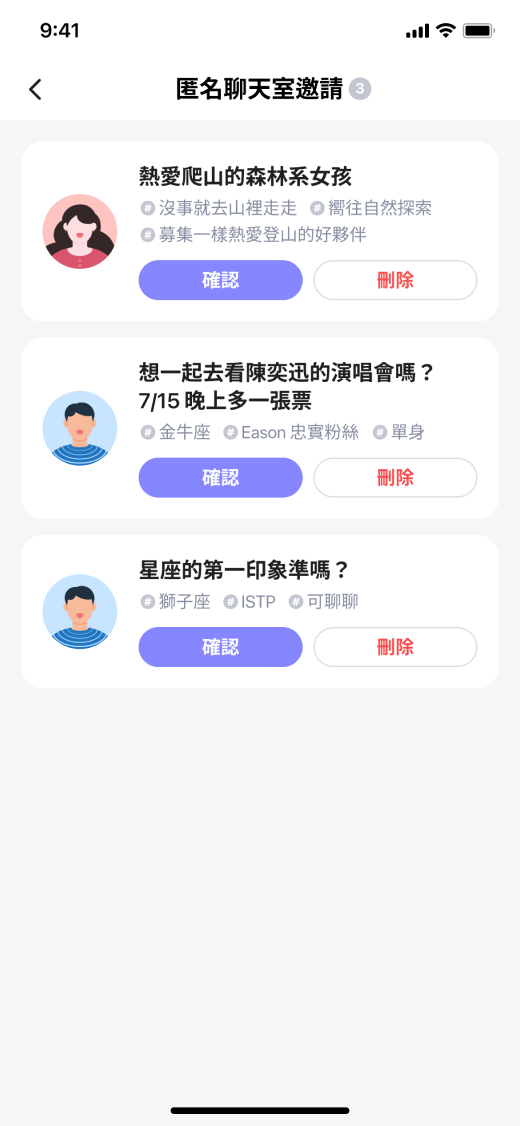 9:41
匿名聊天室邀請 3
熱愛爬山的森林系女孩
# 沒事就去山裡走走 # 嚮往自然探索
# 募集一樣熱愛登山的好夥伴
確認 刪除
想一起去看陳奕迅的演唱會嗎？
7/15 晚上多一張票
# 金牛座 # Eason 忠實粉絲 # 單身
確認 刪除
星座的第一印象準嗎？
# 獅子座 # ISTP # 可聊聊
確認 刪除